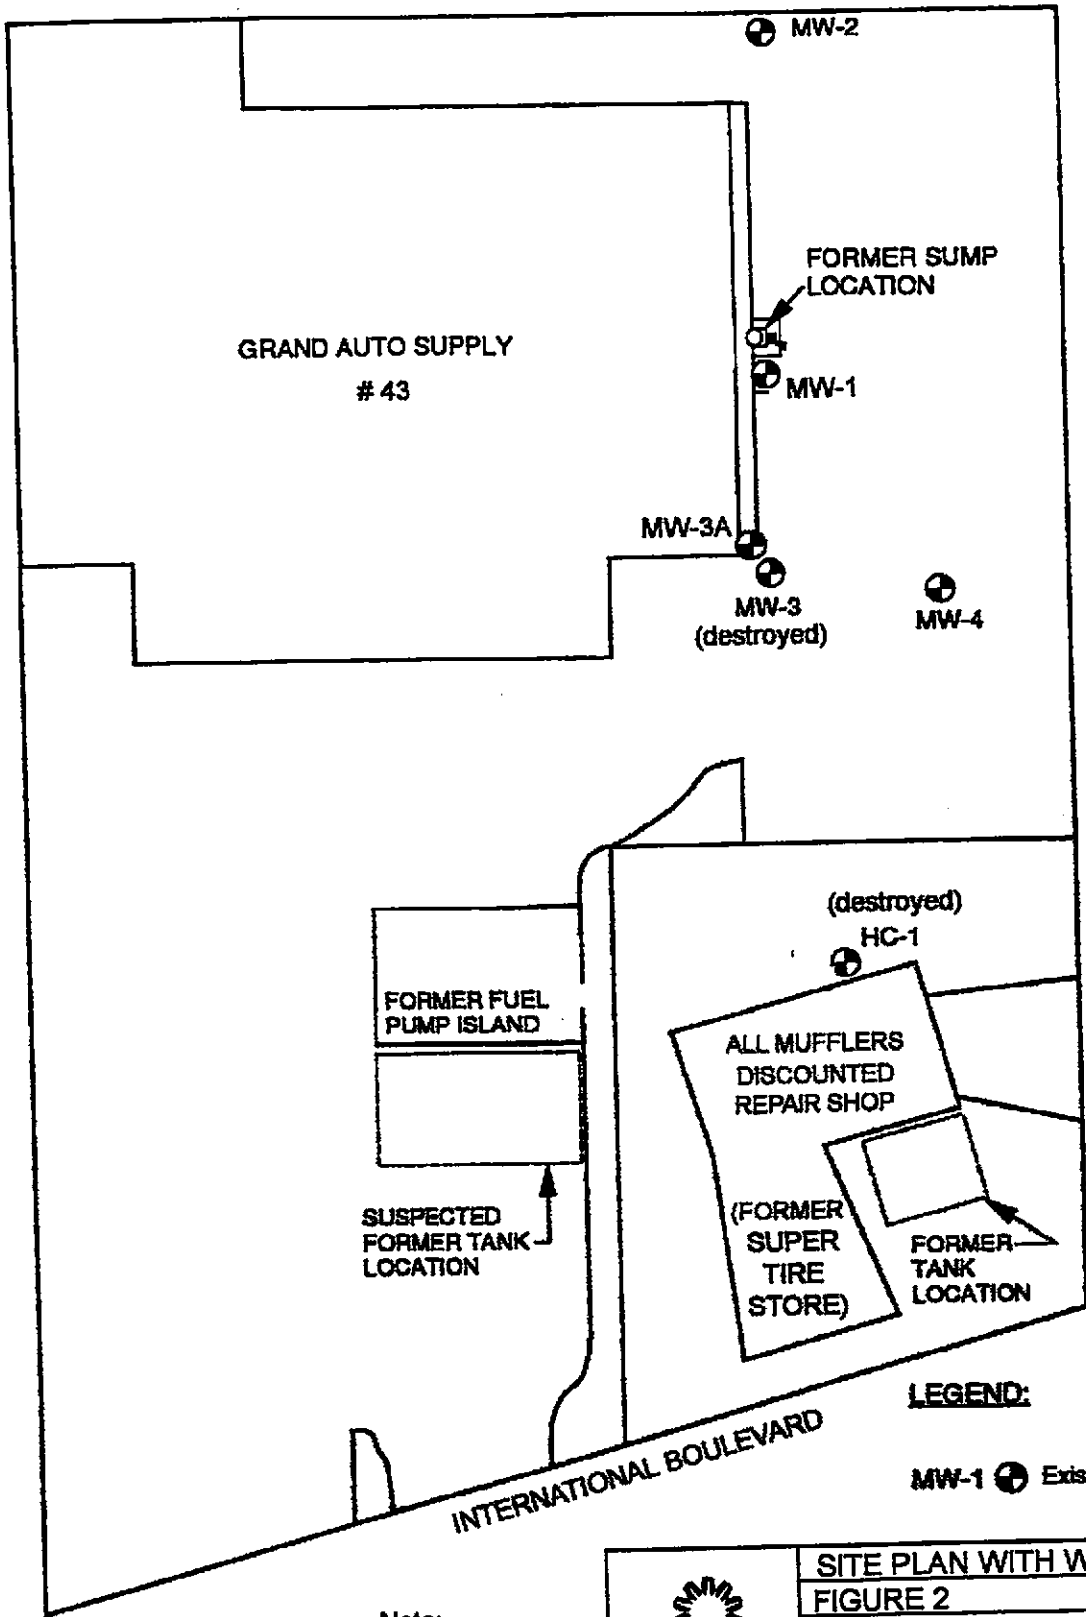 MW-2
FORMER SUMP
LOCATION
GRAND AUTO SUPPLY
# 43
MW-1
MW-3A
MW-3
(destroyed)
MW-4
(destroyed)
HC-1
FORMER FUEL
PUMP ISLAND
ALL MUFFLERS
DISCOUNTED
REPAIR SHOP
SUSPECTED
FORMER TANK
LOCATION
(FORMER
SUPER
TIRE
STORE)
FORMER
TANK
LOCATION
INTERNATIONAL BOULEVARD
LEGEND:
MW-1 Exis
SITE PLAN WITH W
FIGURE 2
Note: